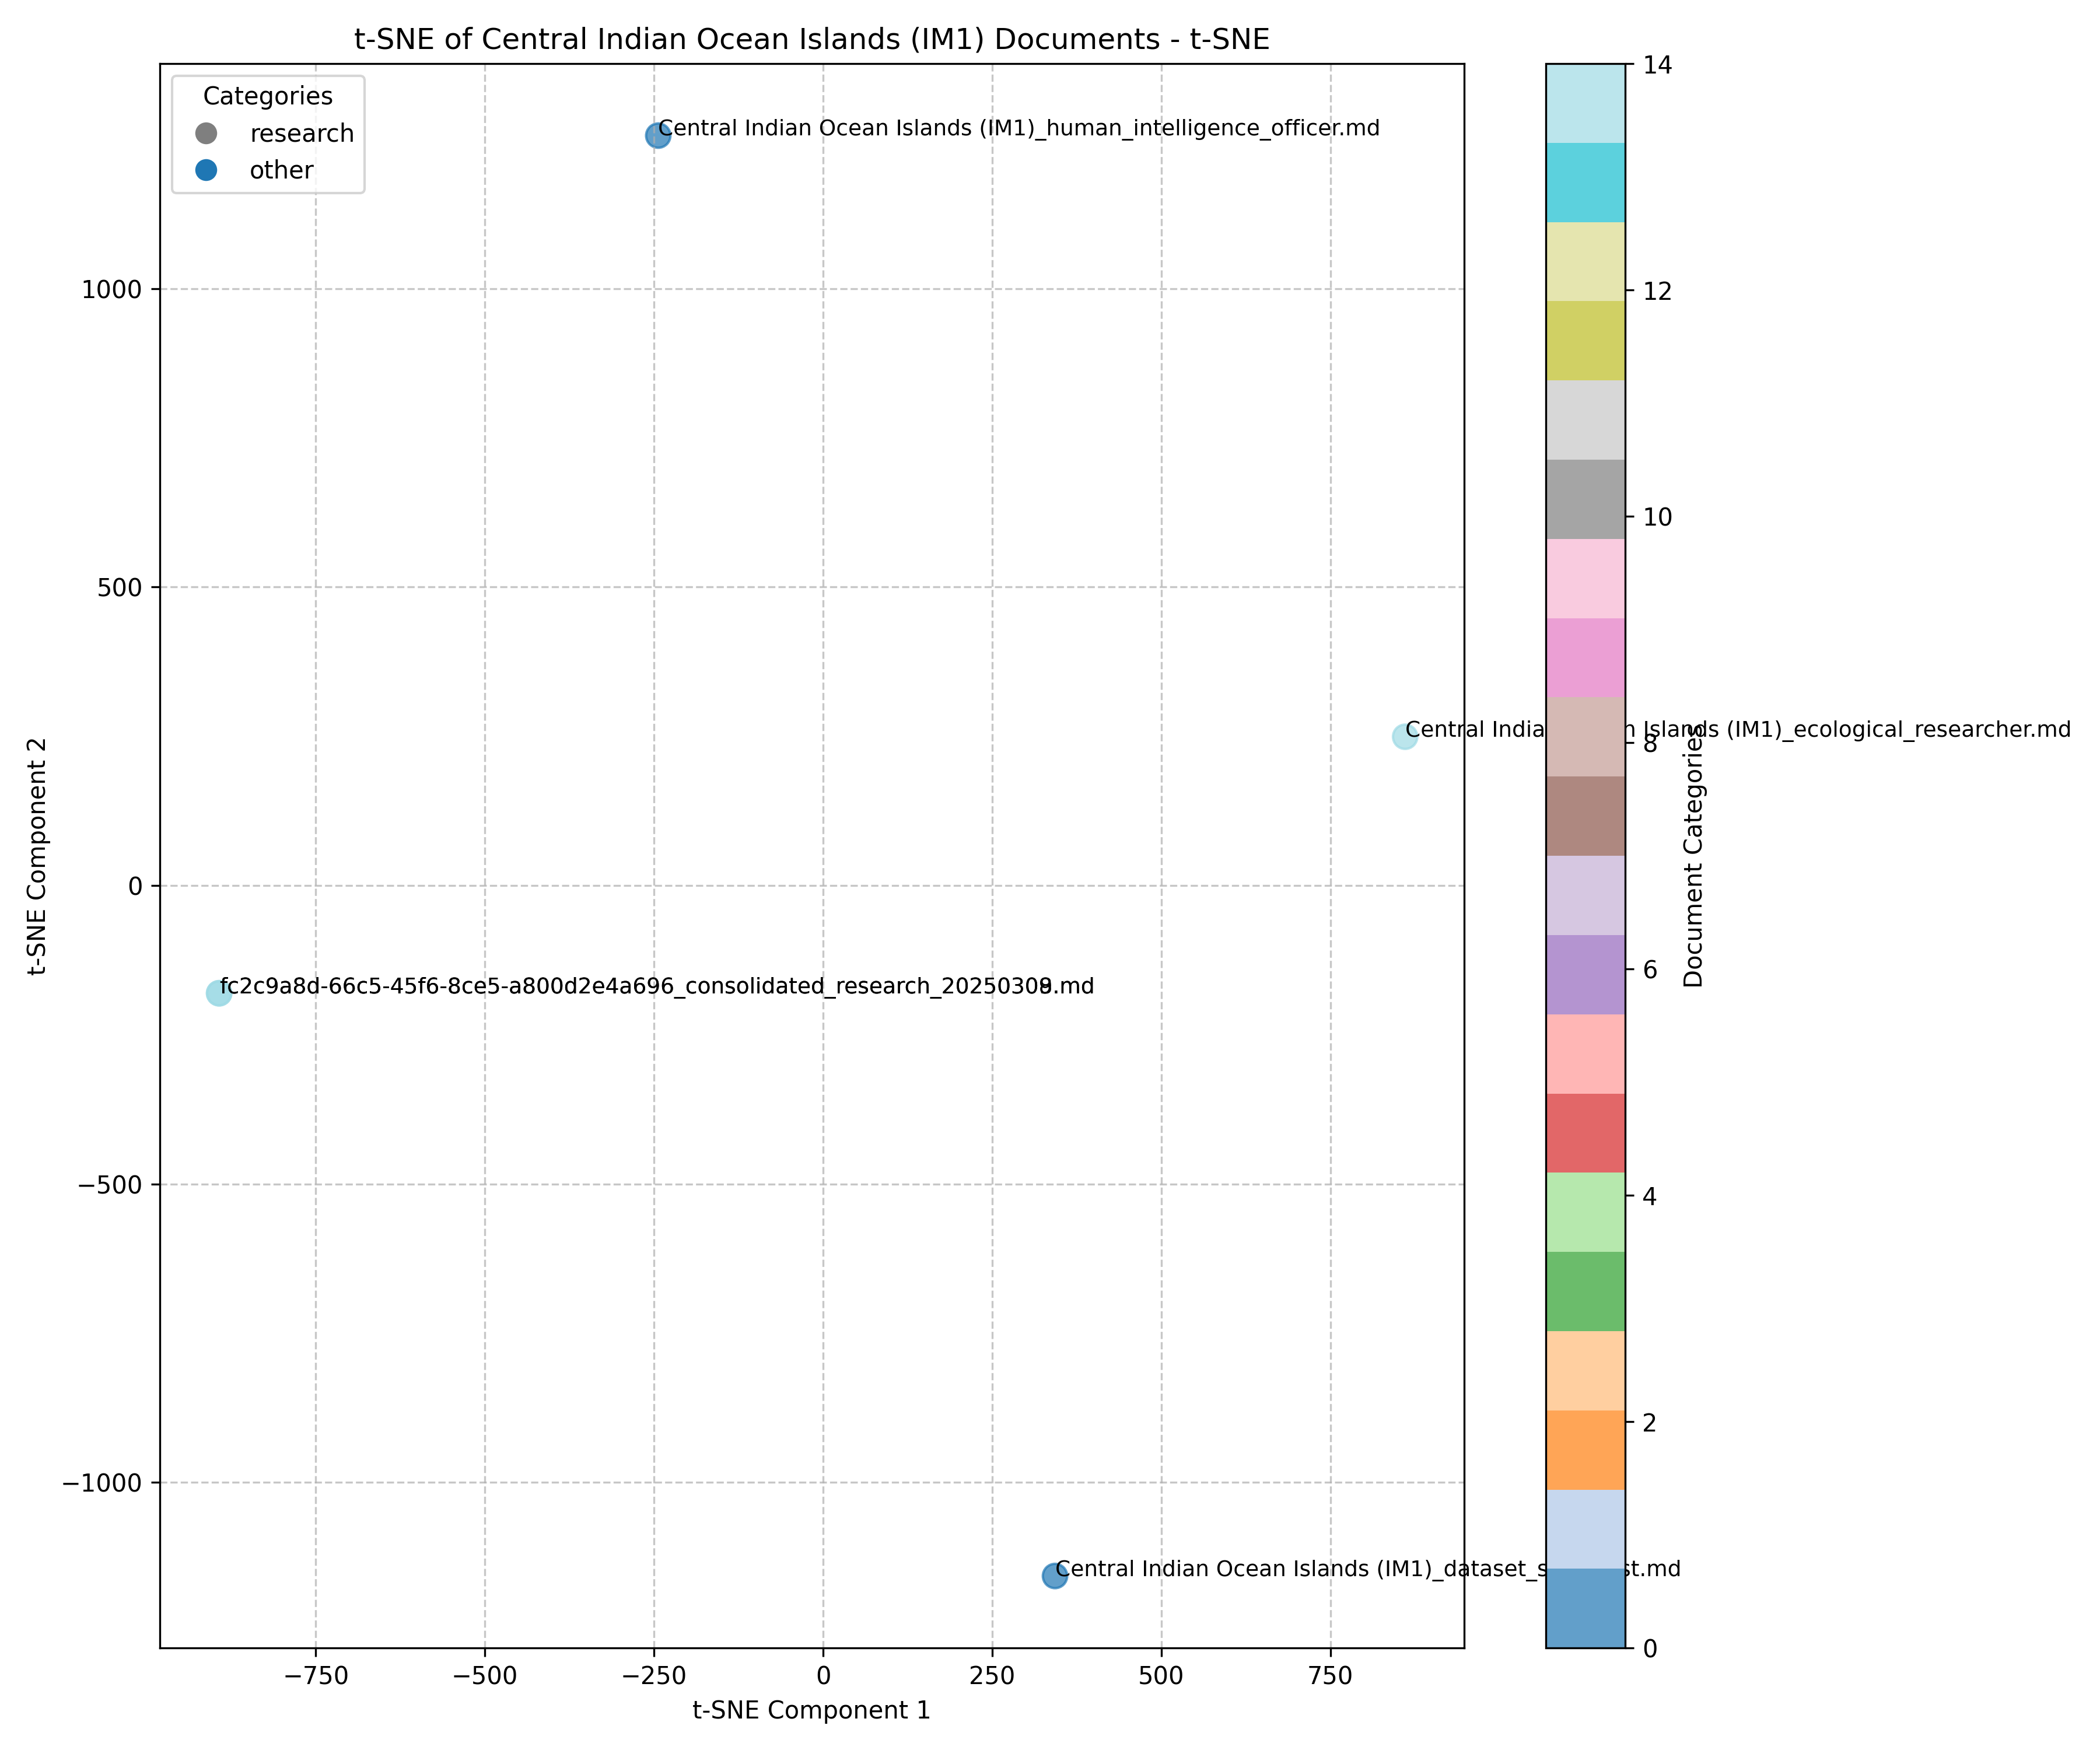 t-SNE of Central Indian Ocean Islands (IM1) Documents - t-SNE
Categories
research
other
Central Indian Ocean Islands (IM1)_human_intelligence_officer.md
Central India n Islands (IM1)_ecological_researcher.md
fc2c9a8d-66c5-45f6-8ce5-a800d2e4a696_consolidated_research_2025030 .md
Central Indian Ocean Islands (IM1)_dataset_s st.md
1000
500
0
−500
−1000
t-SNE Component 2
−750
−500
−250
0
250
500
750
t-SNE Component 1
14
12
10
8
6
4
2
0
Document Categories